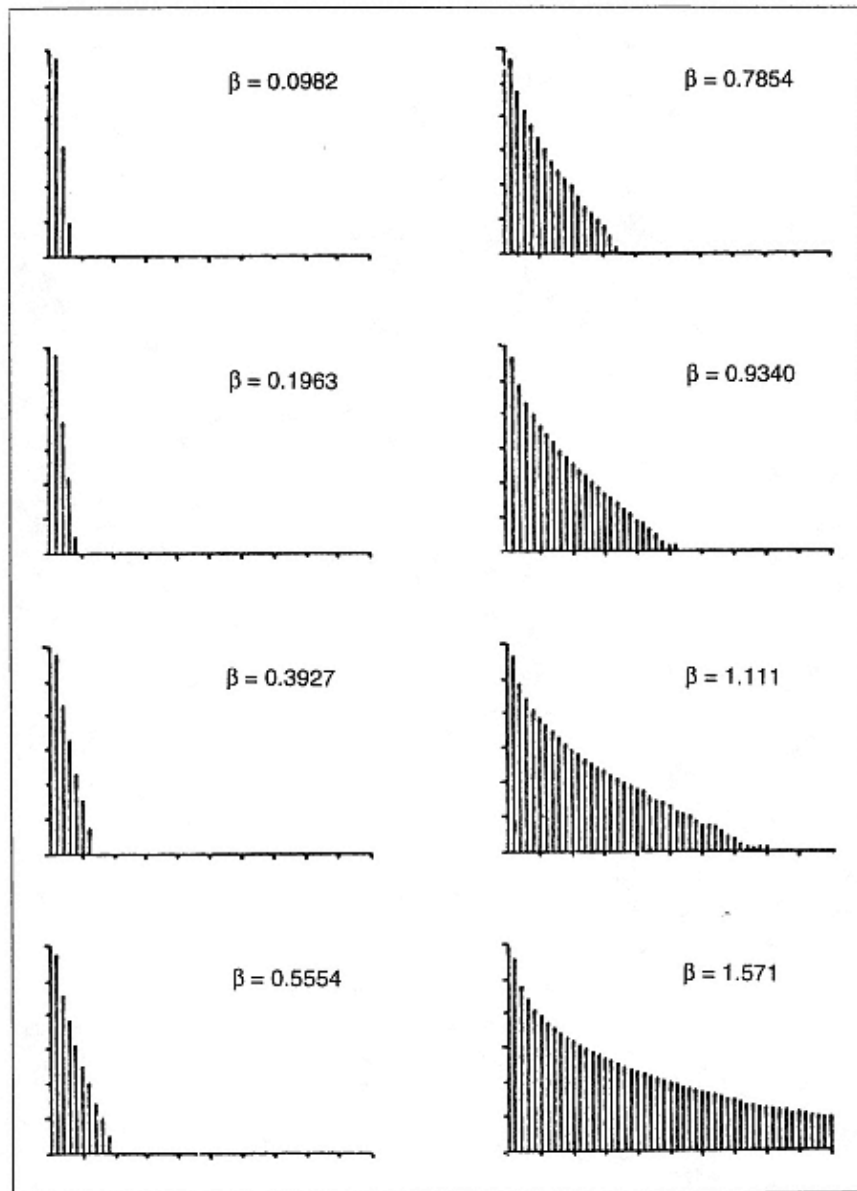 β = 0.0982
β = 0.7854
β = 0.1963
β = 0.9340
β = 0.3927
β = 1.111
β = 0.5554
β = 1.571